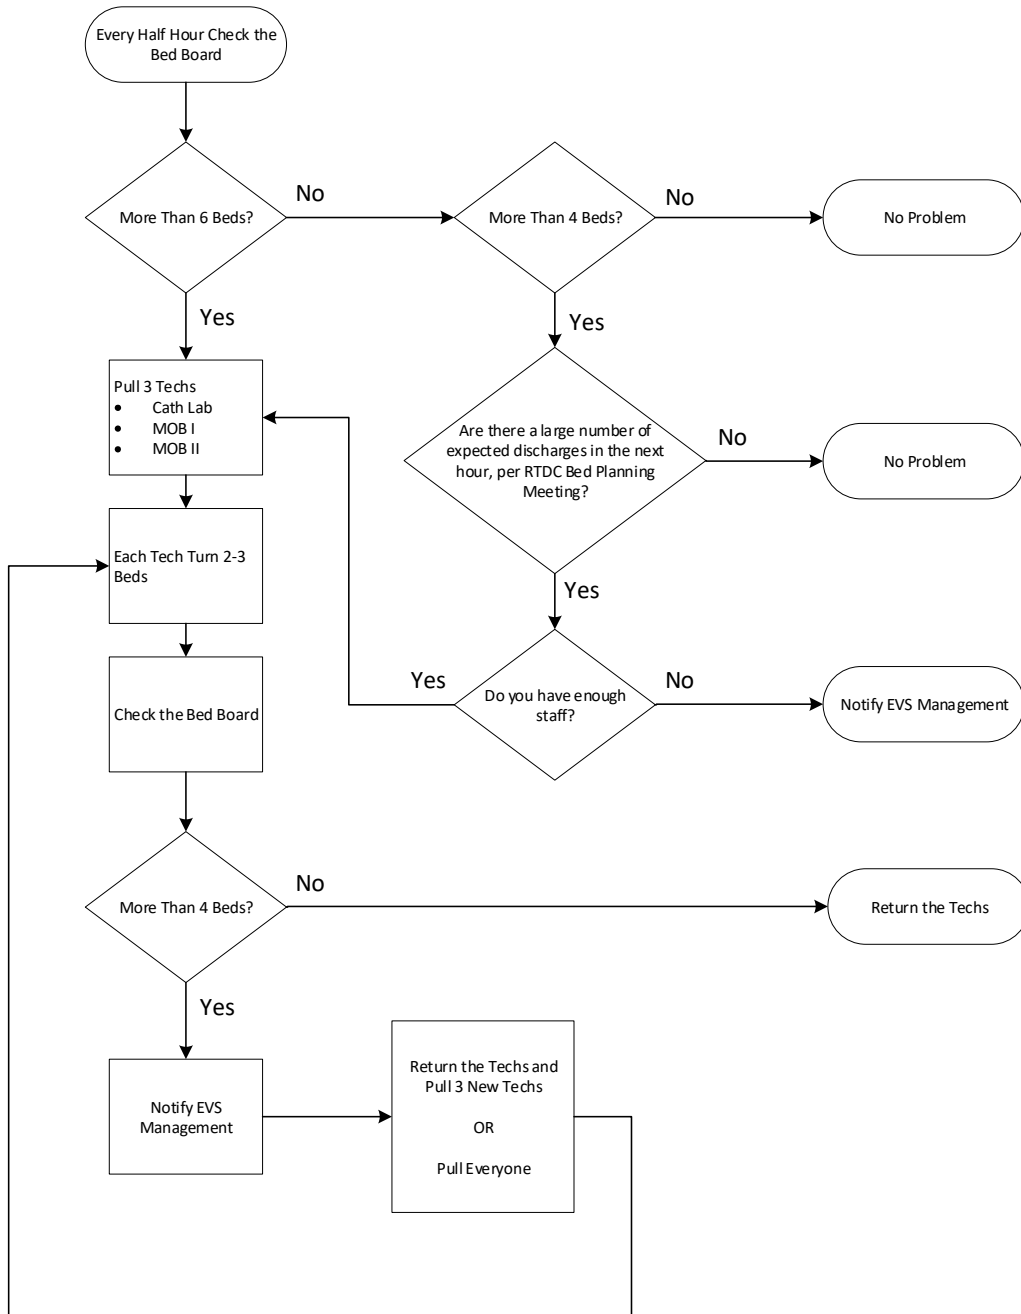 Every Half Hour Check the
Bed Board
More Than 6 Beds?
No
More Than 4 Beds?
No
No Problem
Yes
Yes
Pull 3 Techs
• Cath Lab
• MOB I
• MOB II
Are there a large number of
expected discharges in the next
hour, per RTDC Bed Planning
Meeting?
No
No Problem
Each Tech Turn 2-3
Beds
Yes
Check the Bed Board
Yes
Do you have enough
staff?
No
Notify EVS Management
More Than 4 Beds?
No
Return the Techs
Yes
Notify EVS
Management
Return the Techs and
Pull 3 New Techs
OR
Pull Everyone